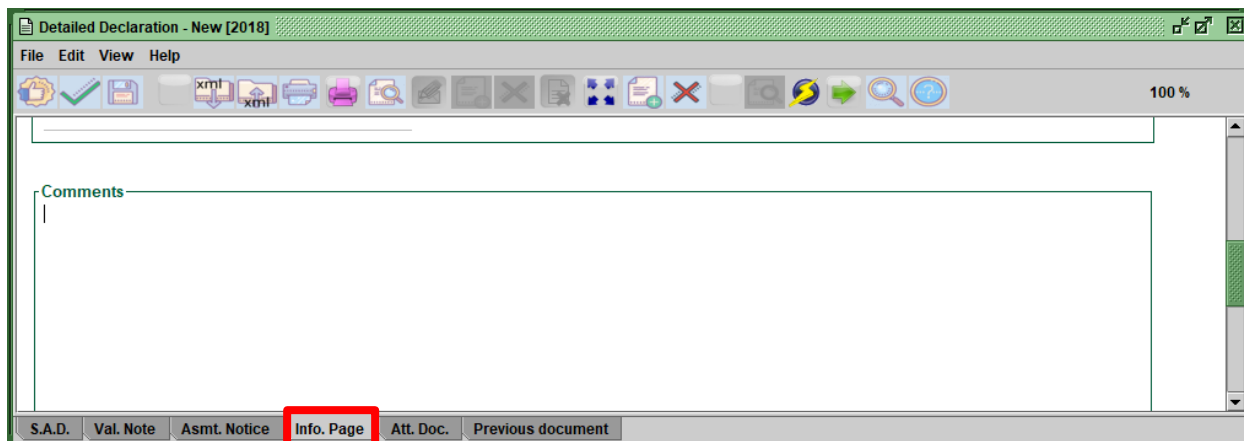 Detailed Declaration - New [2018]
File Edit View Help
xml xml ? 100 %
Comments
S.A.D. Val. Note Asmt. Notice Info. Page Att. Doc. Previous document